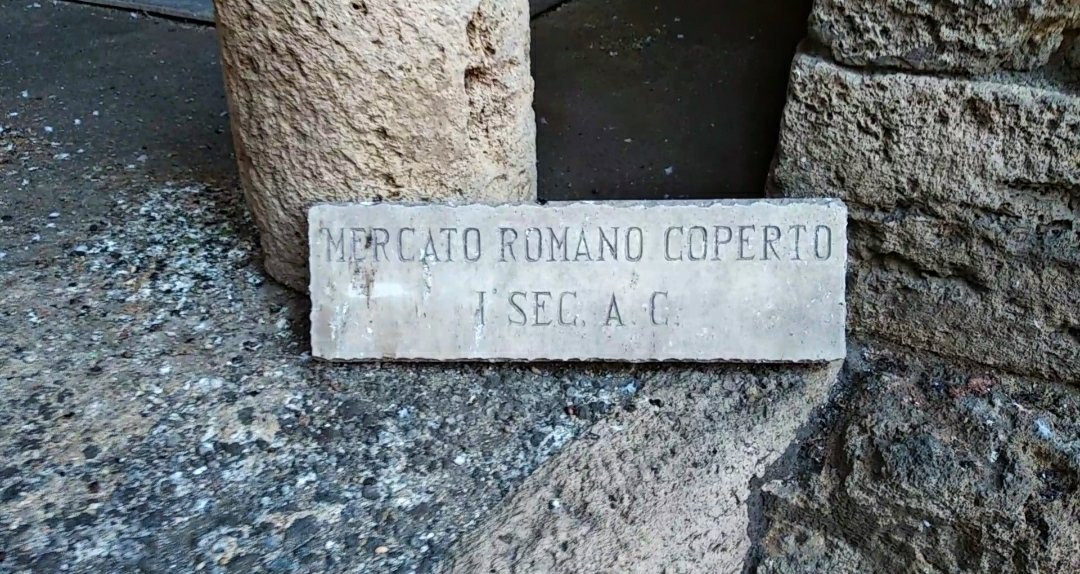 MERCATO ROMANO COPERTO
I° SEC. A. C.